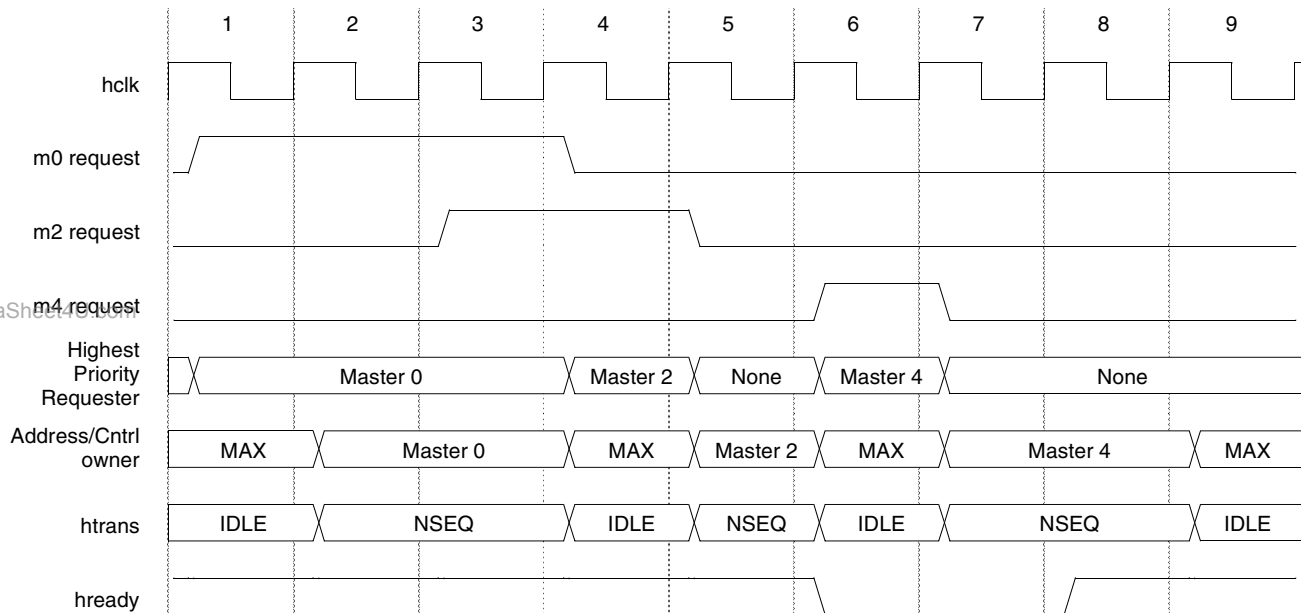 1 2 3 4 5 6 7 8 9
hclk
m0 request
m2 request
m4 request
Highest
Priority
Requester
Master 0 Master 2 None Master 4 None
Address/Cntrl
owner
MAX Master 0 MAX Master 2 MAX Master 4 MAX
htrans
IDLE NSEQ IDLE NSEQ IDLE NSEQ IDLE
hready
aSheet4U.com